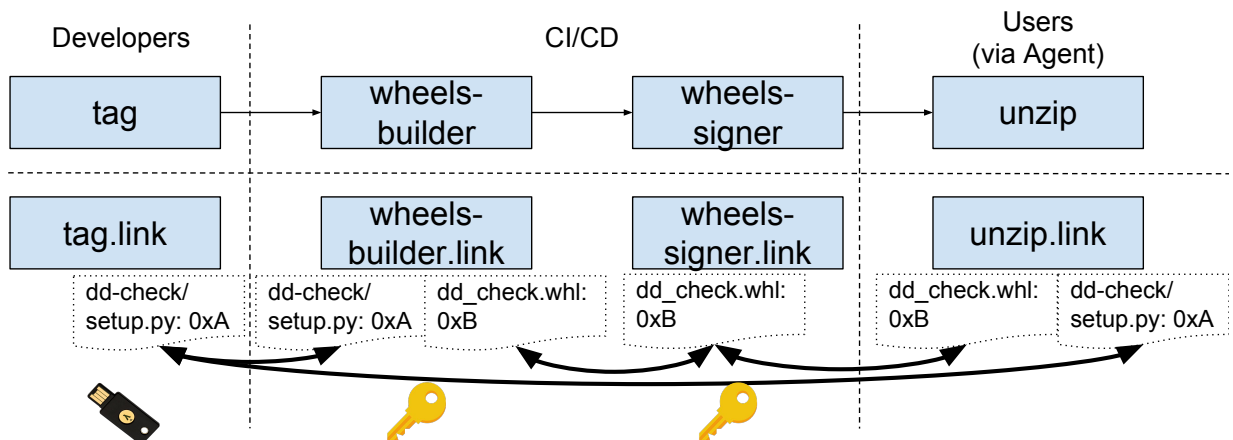 Developers
CI/CD
Users
(via Agent)
tag
wheels-
builder
wheels-
signer
unzip
tag.link
wheels-
builder.link
wheels-
signer.link
unzip.link
dd-check/
setup.py: 0xA
dd-check/
setup.py: 0xA
dd_check.whl:
0xB
dd_check.whl:
0xB
dd_check.whl:
0xB
dd-check/
setup.py: 0xA